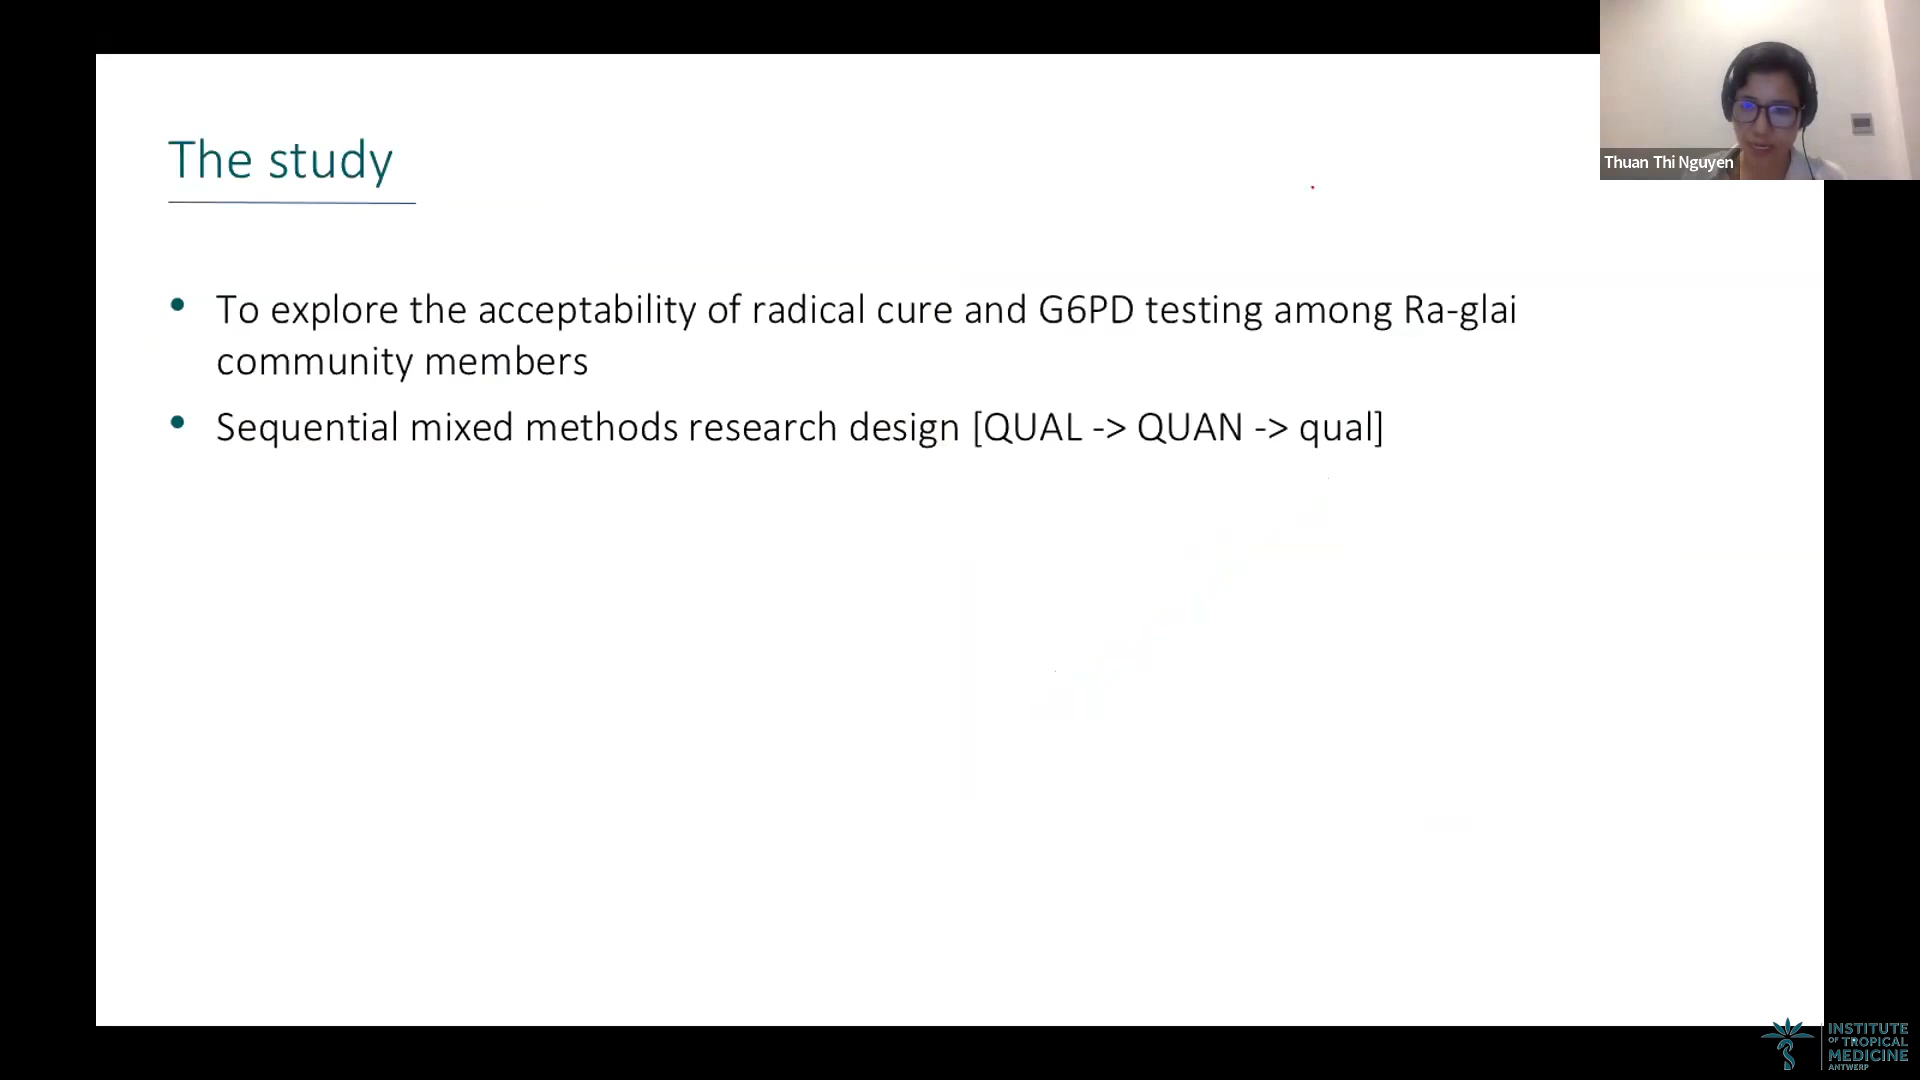 The study
Thuan Thi Nguyen
• To explore the acceptability of radical cure and G6PD testing among Ra-glai
community members
• Sequential mixed methods research design [QUAL -> QUAN -> qual]
INSTITUTE
OF TROPICAL
MEDICINE
ANTWERP